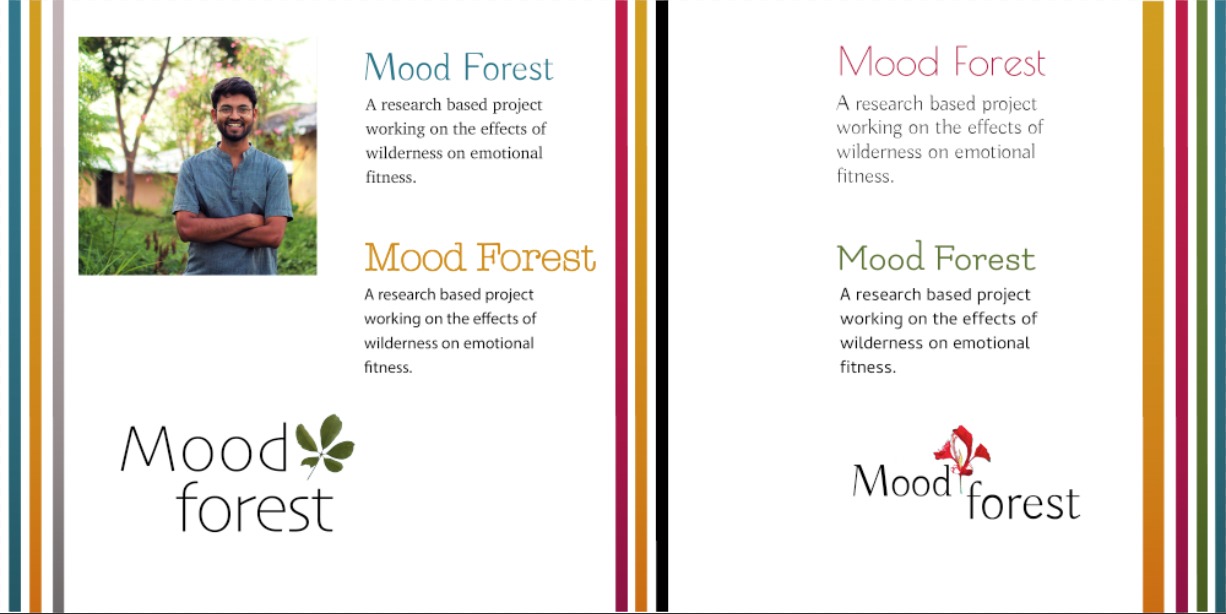 Mood Forest
A research based project
working on the effects of
wilderness on emotional
fitness.
Mood Forest
A research based project
working on the effects of
wilderness on emotional
fitness.
Mood
forest
Mood Forest
A research based project
working on the effects of
wilderness on emotional
fitness.
Mood Forest
A research based project
working on the effects of
wilderness on emotional
fitness.
Mood
forest